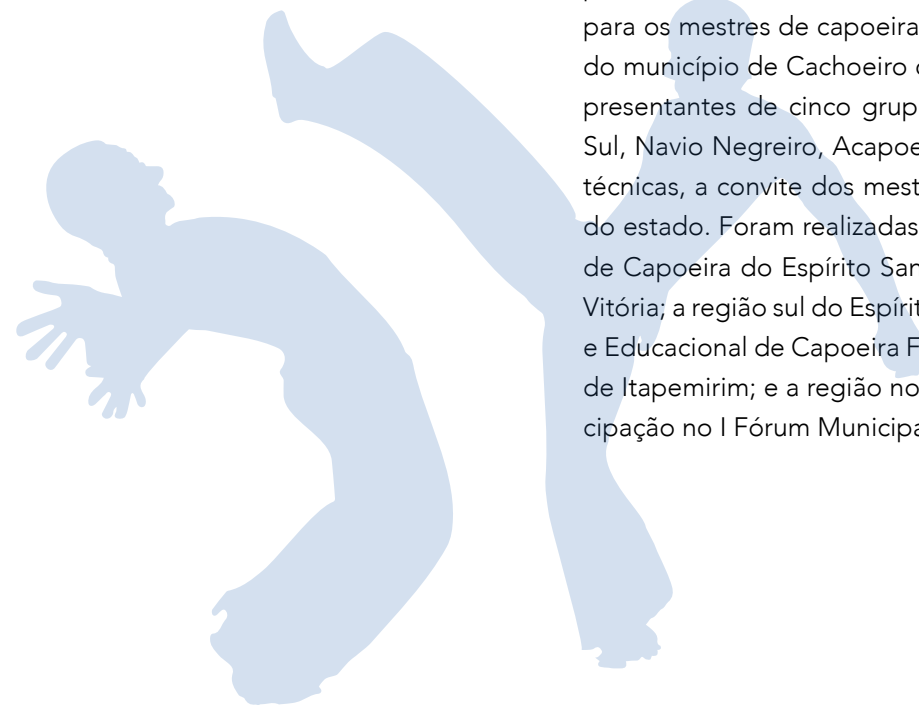 para os mestres de capoeira
do município de Cachoeiro
presentantes de cinco grup
Sul, Navio Negreiro, Acapoe
técnicas, a convite dos mest
do estado. Foram realizadas
de Capoeira do Espírito San
Vitória; a região sul do Espírit
e Educacional de Capoeira F
de Itapemirim; e a região no
cipação no I Fórum Municipa